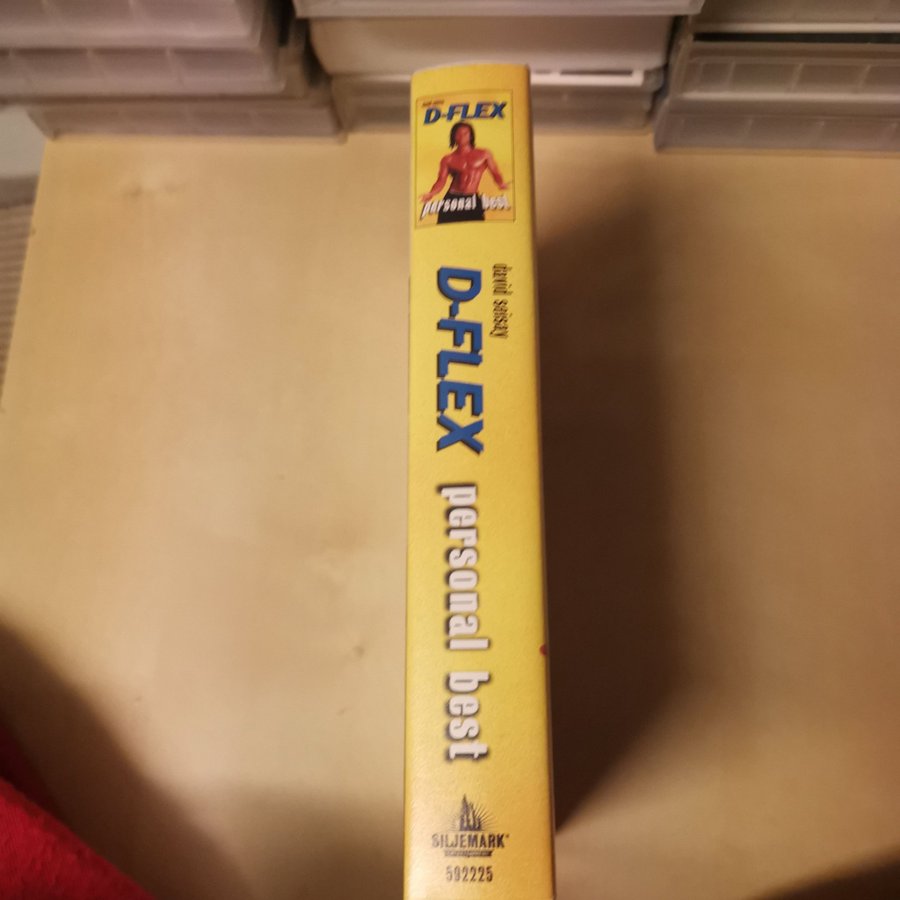 D-FLEX
personal best
david seisay
D-FLEX
personal best
SILJEMARK
592225